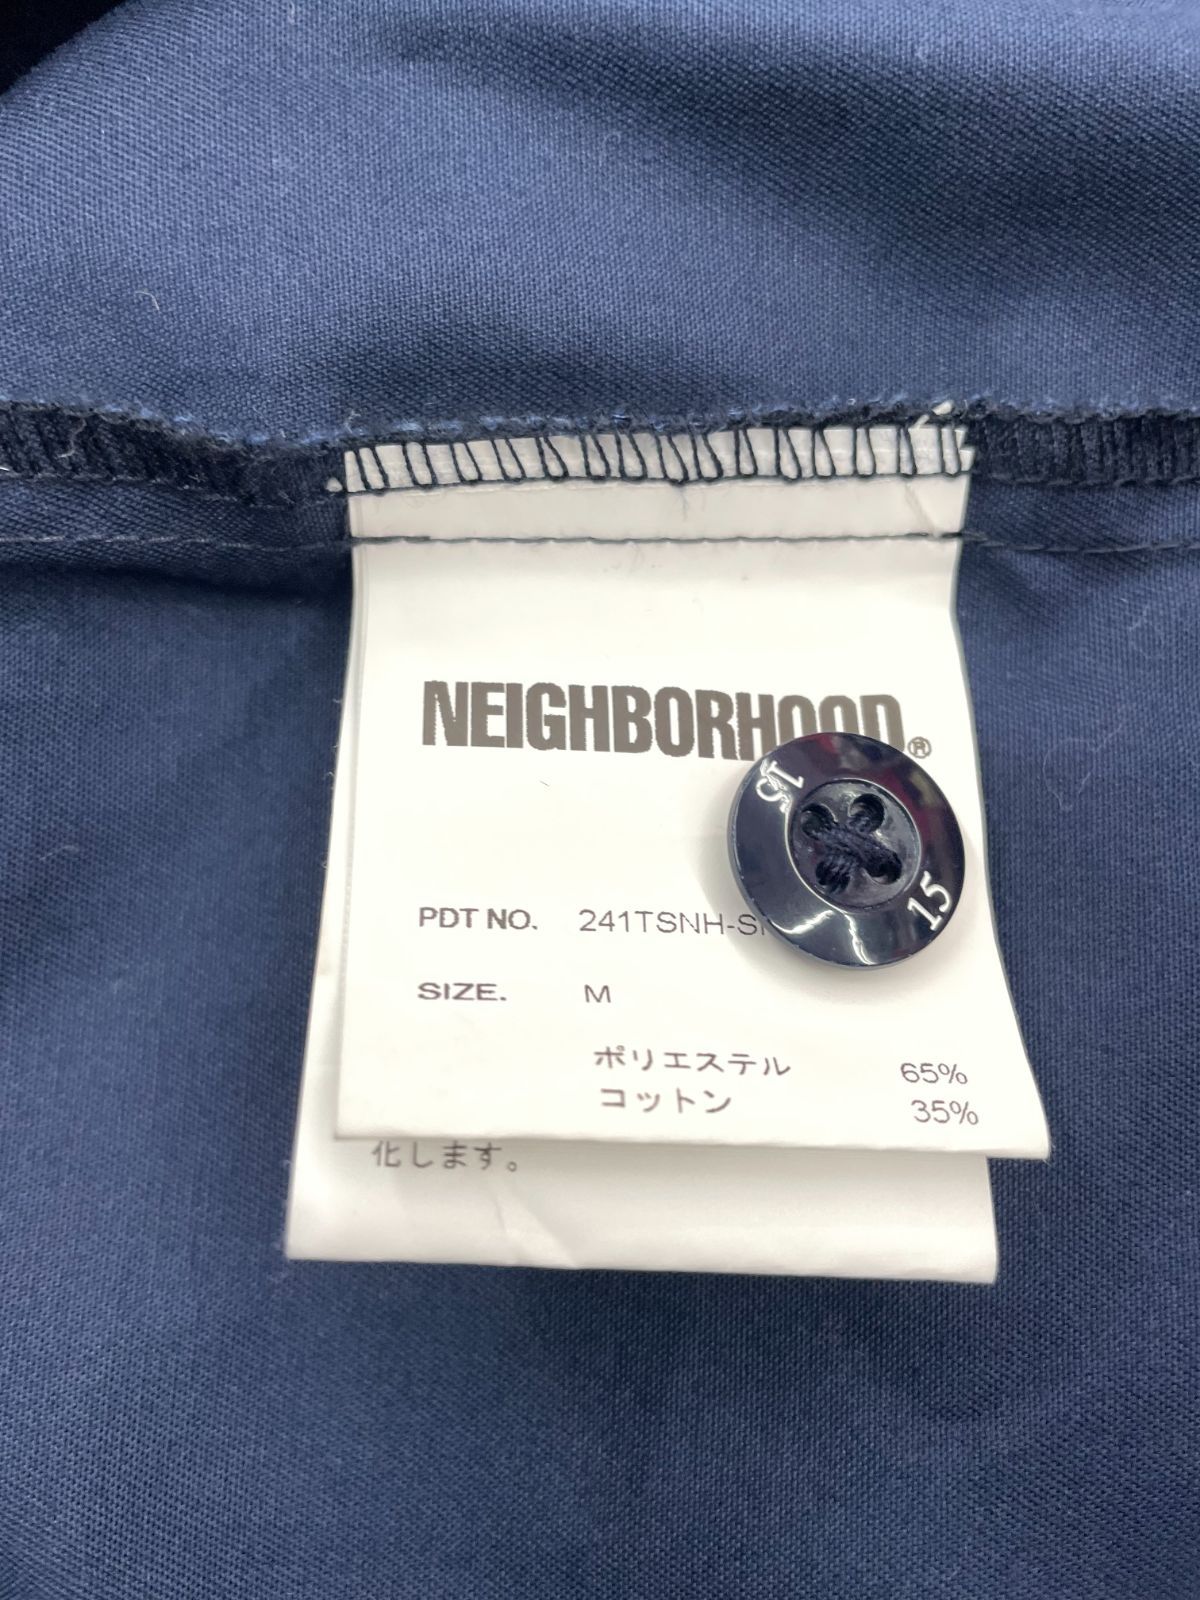 NEIGHBORHOOD®
15
15
PDT NO. 241TSNH-S
SIZE. M
ポリエステル 65%
コットン 35%
化します。